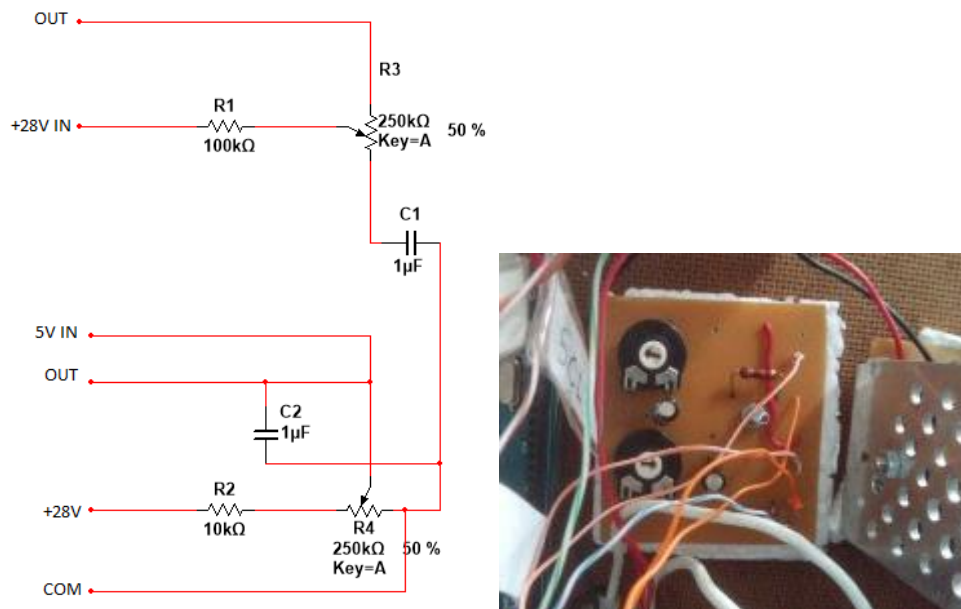 OUT
R3
R1
+28V IN
250kΩ
Key=A
50 %
100kΩ
C1
1µF
5V IN
OUT
C2
1µF
R2
+28V
10kΩ
R4
250kΩ
50 %
Key=A
COM